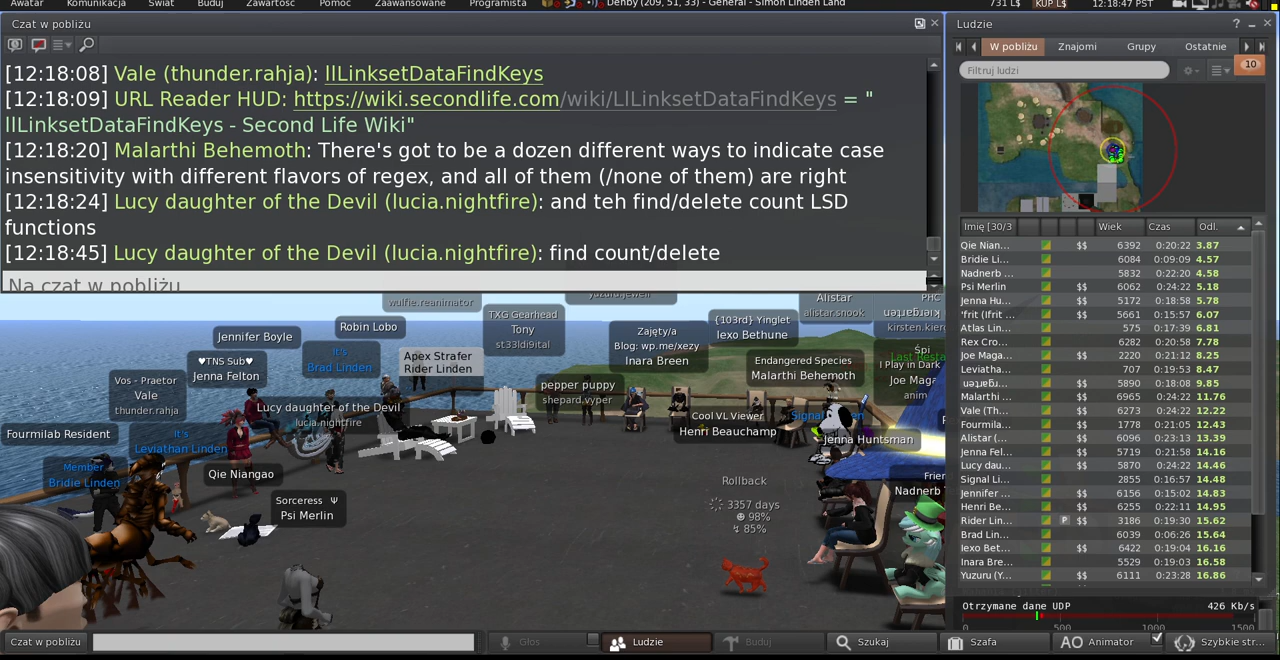 Awatar Komunikacja Świat Buduj Zawartość Pomoc Zaawansowane Programista Denby (209, 51, 33) - General - Simon Linden Land 731 L$ KUP L$ 12:18:47 PST
Czat w pobliżu
[12:18:08] Vale (thunder.rahja): llLinksetDataFindKeys
[12:18:09] URL Reader HUD: https://wiki.secondlife.com/wiki/LlLinksetDataFindKeys = "
llLinksetDataFindKeys - Second Life Wiki"
[12:18:20] Malarthi Behemoth: There's got to be a dozen different ways to indicate case
insensitivity with different flavors of regex, and all of them (/none of them) are right
[12:18:24] Lucy daughter of the Devil (lucia.nightfire): and teh find/delete count LSD
functions
[12:18:45] Lucy daughter of the Devil (lucia.nightfire): find count/delete
Na czat w pobliżu
wulfie.reanimator
yuzuru.jewell
TXG Gearhead
Tony
st33ldi9ital
Alistar
alistar.snook
PHC
kirsten.kierg
Jennifer Boyle
Robin Lobo
It's
Brad Linden
Apex Strafer
Rider Linden
♥TNS Sub♥
Jenna Felton
Zajęty/a
Blog: wp.me/xezy
Inara Breen
{103rd} Yinglet
Iexo Bethune
Endangered Species
Malarthi Behemoth
Śpi
I Play in Dark
Joe Maga
anim
Vos - Praetor
Vale
thunder.rahja
pepper puppy
shepard.vyper
Lucy daughter of the Devil
lucia.nightfire
Cool VL Viewer
Henri Beauchamp
Jenna Huntsman
Fourmilab Resident
It's
Leviathan Linden
Member
Bridie Linden
Qie Niangao
Sorceress Ψ
Psi Merlin
Frien
Nadnerb
Rollback
3357 days
98%
85%
Ludzie
W pobliżu Znajomi Grupy Ostatnie
Filtruj ludzi
10
Imię [30/3 Wiek Czas Odl.
Qie Nian... $$ 6392 0:20:22 3.87
Bridie Li... 6084 0:09:09 4.57
Nadnerb ... 5832 0:22:20 4.58
Psi Merlin $$ 6062 0:24:22 5.18
Jenna Hu... $$ 5172 0:18:58 5.78
'frit (Ifrit ... $$ 5661 0:15:57 6.07
Atlas Lin... 575 0:17:39 6.81
Rex Cro... 6282 0:20:58 7.78
Joe Maga... $$ 2220 0:11:12 8.25
Leviatha... 707 0:19:53 8.47
$$ 5890 0:18:08 9.85
Malarthi ... $$ 6965 0:24:22 11.76
Vale (Th... $$ 6273 0:22:14 12.22
Fourmila... $$ 1778 0:21:05 12.43
Alistar (... $$ 6096 0:23:13 13.39
Jenna Fel... $$ 5719 0:21:58 14.16
Lucy dau... $$ 5870 0:24:22 14.46
Signal Li... 2855 0:16:57 14.48
Jennifer ... $$ 6156 0:15:02 14.83
Henri Be... $$ 6255 0:22:11 14.95
Rider Lin... P $$ 3186 0:19:30 15.62
Brad Lin... 6039 0:06:26 15.64
Iexo Bet... $$ 6422 0:19:04 16.16
Inara Bre... 5529 0:19:03 16.58
Yuzuru (Y... $$ 6111 0:23:28 16.86
Otrzymane dane UDP 426 Kb/s
0 500 1000 1500
Czat w pobliżu Głos Ludzie Buduj Szukaj Szafa AO Animator Szybkie str...